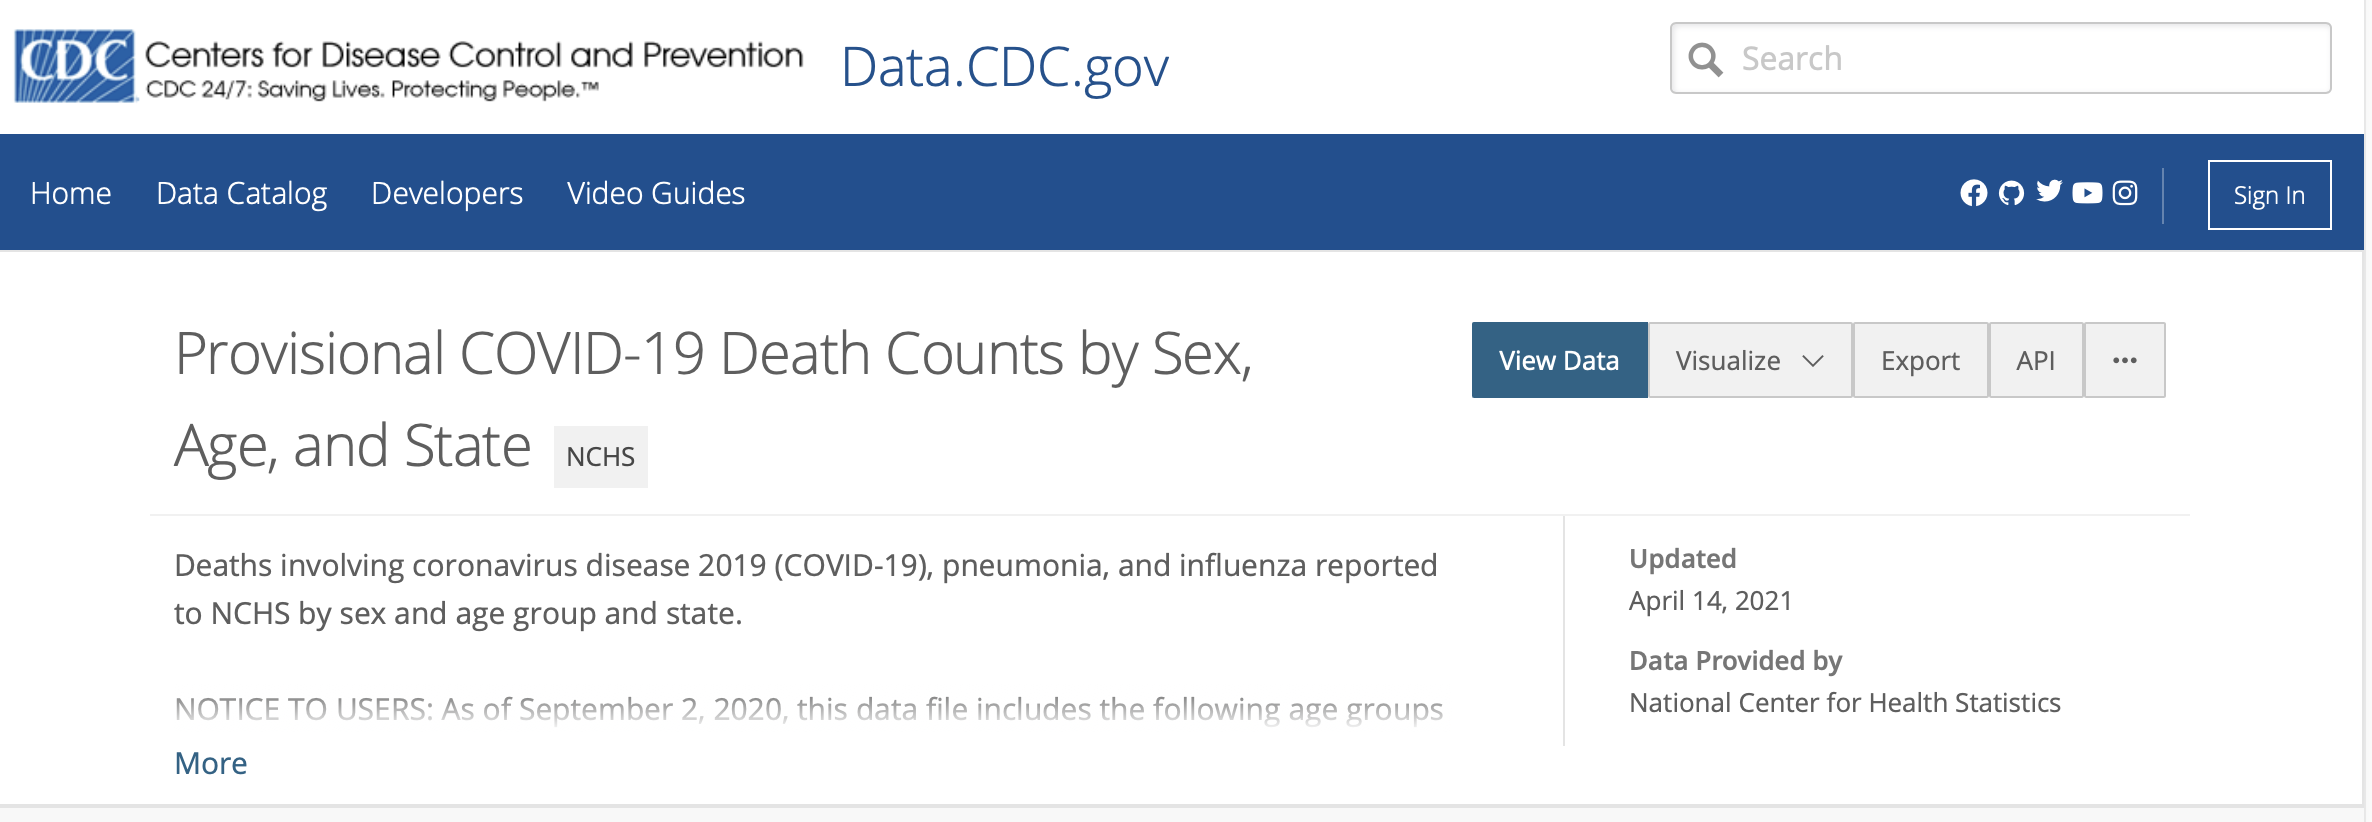 CDC Centers for Disease Control and Prevention
CDC 24/7: Saving Lives. Protecting People.™
Data.CDC.gov
Search
Home Data Catalog Developers Video Guides
Sign In
Provisional COVID-19 Death Counts by Sex,
Age, and State NCHS
View Data Visualize Export API
Deaths involving coronavirus disease 2019 (COVID-19), pneumonia, and influenza reported
to NCHS by sex and age group and state.
NOTICE TO USERS: As of September 2, 2020, this data file includes the following age groups
More
Updated
April 14, 2021
Data Provided by
National Center for Health Statistics